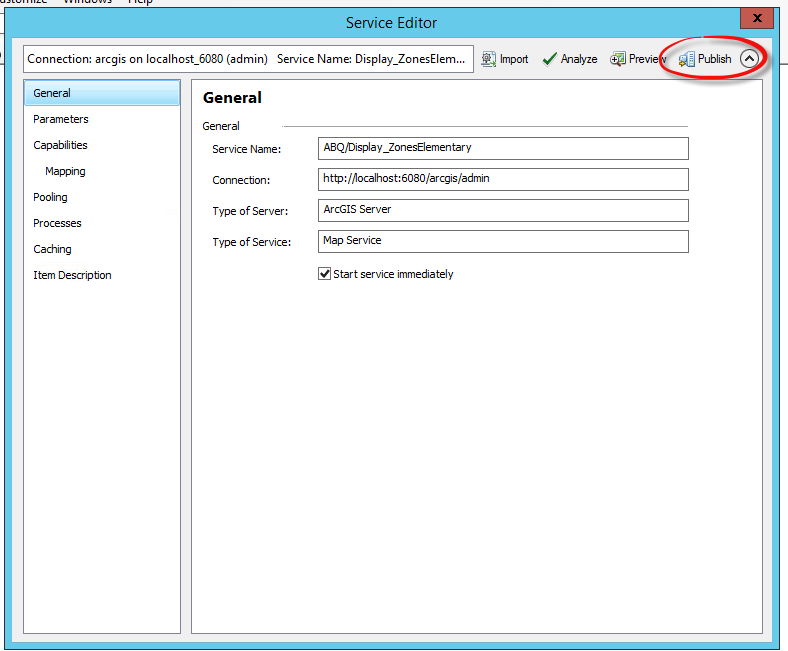 ustomize Windows Help
Service Editor
x
Connection: arcgis on localhost_6080 (admin) Service Name: Display_ZonesElem...
Import
Analyze
Preview
Publish
General
Parameters
Capabilities
Mapping
Pooling
Processes
Caching
Item Description
General
General
Service Name: ABQ/Display_ZonesElementary
Connection: http://localhost:6080/arcgis/admin
Type of Server: ArcGIS Server
Type of Service: Map Service
Start service immediately